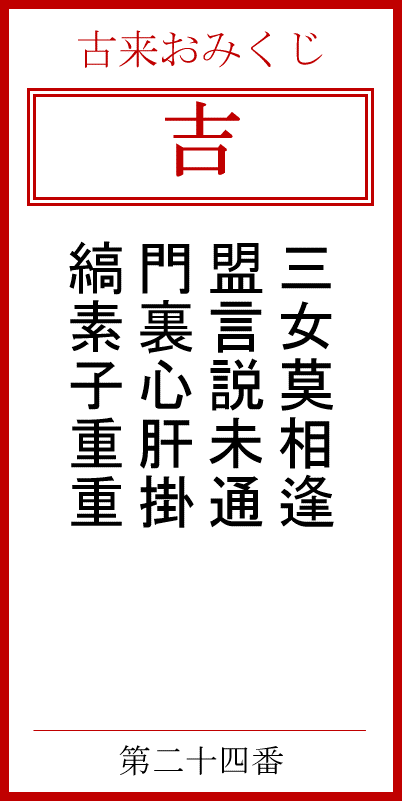 古来おみくじ
吉
三女莫相逢
盟言説未通
門裏心肝掛
縞素子重重
第二十四番